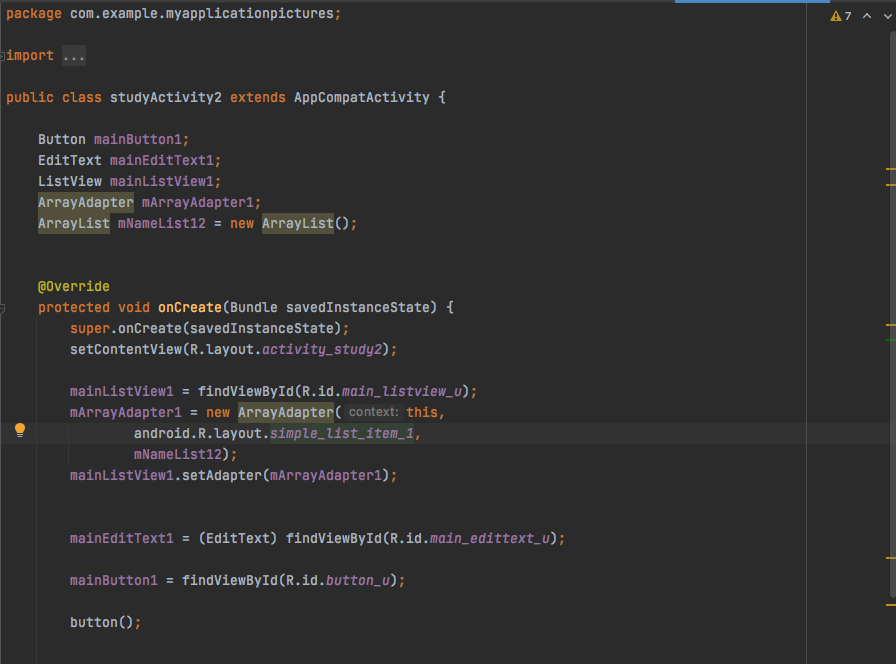 package com.example.myapplicationpictures;
7
import ...
public class studyActivity2 extends AppCompatActivity {
Button mainButton1;
EditText mainEditText1;
ListView mainListView1;
ArrayAdapter mArrayAdapter1;
ArrayList mNameList12 = new ArrayList();
@Override
protected void onCreate(Bundle savedInstanceState) {
super.onCreate(savedInstanceState);
setContentView(R.layout.activity_study2);
mainListView1 = findViewById(R.id.main_listview_u);
mArrayAdapter1 = new ArrayAdapter( context: this,
android.R.layout.simple_list_item_1,
mNameList12);
mainListView1.setAdapter(mArrayAdapter1);
mainEditText1 = (EditText) findViewById(R.id.main_edittext_u);
mainButton1 = findViewById(R.id.button_u);
button();